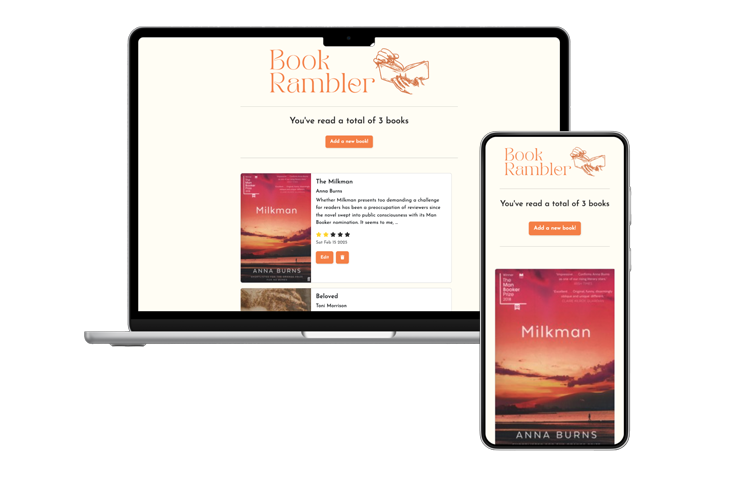 Book
Rambler
You've read a total of 3 books
Add a new book!
Milkman
ANNA BURNS
The Milkman
Anna Burns
Whether Milkman presents too demanding a challenge
for readers has been a preoccupation of reviewers since
the novel swept into public consciousness with its Man
Booker nomination. It seems to me, ...
Sat Feb 12 2022
Edit
Beloved
Toni Morrison
Book
Rambler
You've read a total of 3 books
Add a new book!
The
Man
Booker
Prize
2018
Milkman
ANNA BURNS